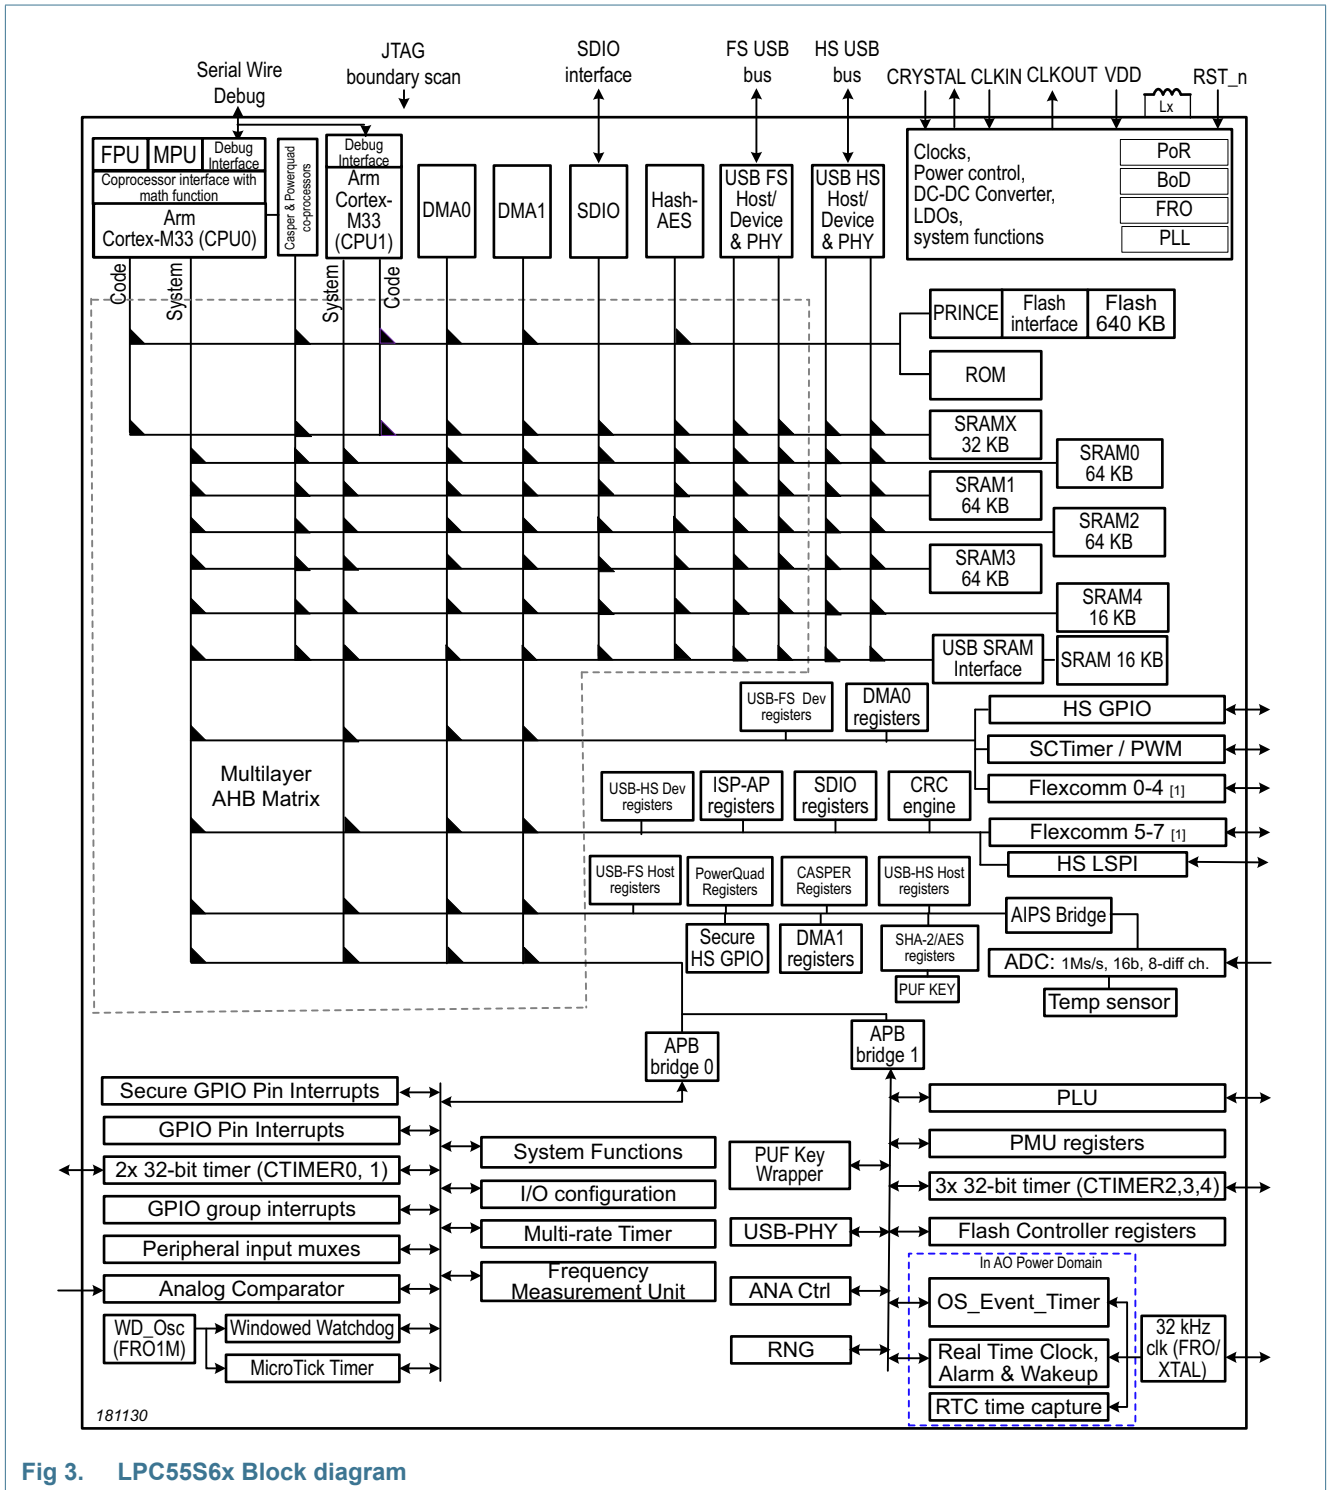 Serial Wire
Debug
JTAG
boundary scan
SDIO
interface
FS USB
bus
HS USB
bus
CRYSTAL
CLKIN
CLKOUT
VDD
RST_n
Lx
FPU
MPU
Debug
Interface
Coprocessor interface with
math function
Arm
Cortex-M33 (CPU0)
Casper & Powerquad
co-processors
Debug
Interface
Arm
Cortex-
M33
(CPU1)
DMA0
DMA1
SDIO
Hash-
AES
USB FS
Host/
Device
& PHY
USB HS
Host/
Device
& PHY
Clocks,
Power control,
DC-DC Converter,
LDOs,
system functions
PoR
BoD
FRO
PLL
Code
System
System
Code
PRINCE
Flash
interface
Flash
640 KB
ROM
SRAMX
32 KB
SRAM0
64 KB
SRAM1
64 KB
SRAM2
64 KB
SRAM3
64 KB
SRAM4
16 KB
USB SRAM
Interface
SRAM 16 KB
USB-FS Dev
registers
DMA0
registers
HS GPIO
SCTimer / PWM
Flexcomm 0-4 [1]
Multilayer
AHB Matrix
USB-HS Dev
registers
ISP-AP
registers
SDIO
registers
CRC
engine
Flexcomm 5-7 [1]
HS LSPI
USB-FS Host
registers
PowerQuad
Registers
CASPER
Registers
USB-HS Host
registers
AIPS Bridge
Secure
HS GPIO
DMA1
registers
SHA-2/AES
registers
PUF KEY
ADC: 1Ms/s, 16b, 8-diff ch.
Temp sensor
APB
bridge 0
APB
bridge 1
Secure GPIO Pin Interrupts
GPIO Pin Interrupts
2x 32-bit timer (CTIMER0, 1)
GPIO group interrupts
Peripheral input muxes
Analog Comparator
WD_Osc
(FRO1M)
Windowed Watchdog
MicroTick Timer
System Functions
I/O configuration
Multi-rate Timer
Frequency
Measurement Unit
PUF Key
Wrapper
USB-PHY
ANA Ctrl
RNG
PLU
PMU registers
3x 32-bit timer (CTIMER2,3,4)
Flash Controller registers
In AO Power Domain
OS_Event_Timer
Real Time Clock,
Alarm & Wakeup
RTC time capture
32 kHz
clk (FRO/
XTAL)
181130
Fig 3. LPC55S6x Block diagram